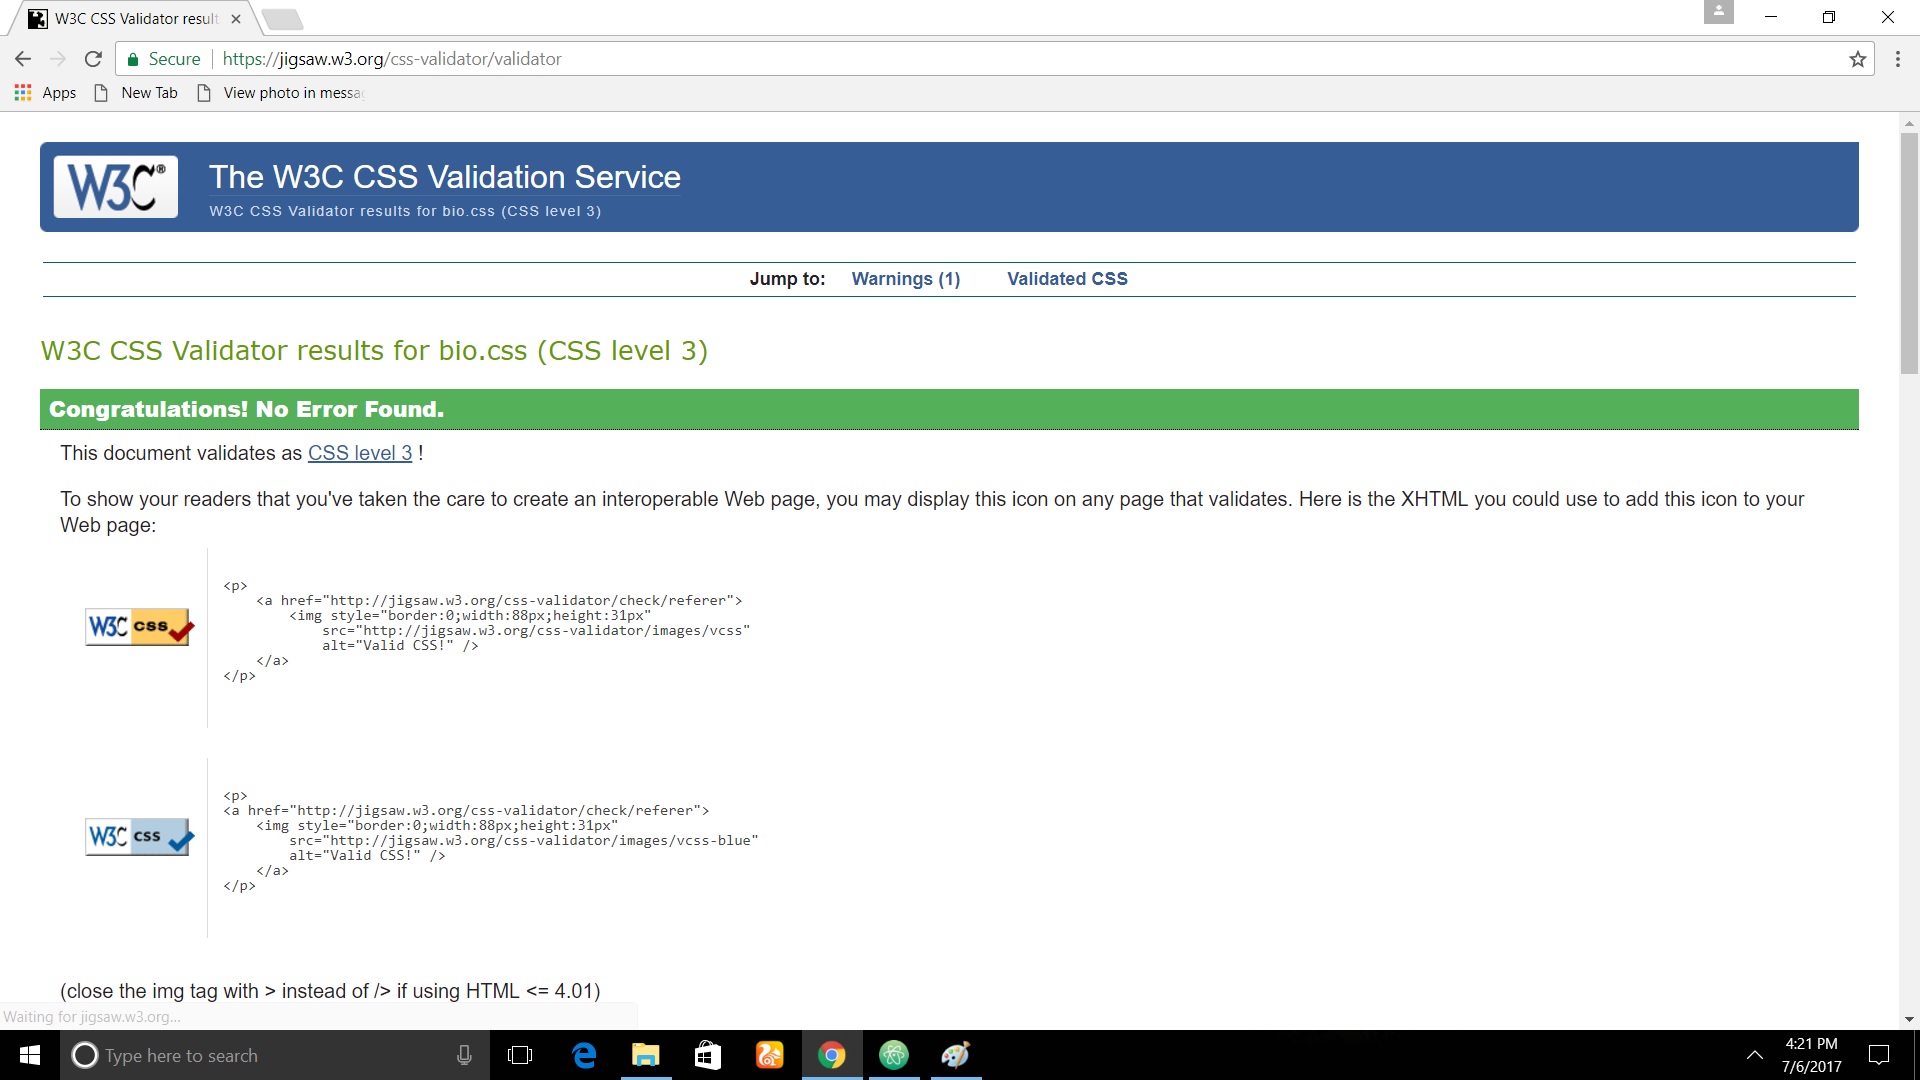 W3C CSS Validator result
Secure https://jigsaw.w3.org/css-validator/validator
Apps New Tab View photo in messa
W3C®
The W3C CSS Validation Service
W3C CSS Validator results for bio.css (CSS level 3)
Jump to: Warnings (1) Validated CSS
W3C CSS Validator results for bio.css (CSS level 3)
Congratulations! No Error Found.
This document validates as CSS level 3 !
To show your readers that you've taken the care to create an interoperable Web page, you may display this icon on any page that validates. Here is the XHTML you could use to add this icon to your
Web page:
W3C css
<p>
<a href="http://jigsaw.w3.org/css-validator/check/referer">
<img style="border:0;width:88px;height:31px"
src="http://jigsaw.w3.org/css-validator/images/vcss"
alt="Valid CSS!" />
</a>
</p>
W3C css
<p>
<a href="http://jigsaw.w3.org/css-validator/check/referer">
<img style="border:0;width:88px;height:31px"
src="http://jigsaw.w3.org/css-validator/images/vcss-blue"
alt="Valid CSS!" />
</a>
</p>
(close the img tag with > instead of /> if using HTML <= 4.01)
Waiting for jigsaw.w3.org...
Type here to search
4:21 PM
7/6/2017